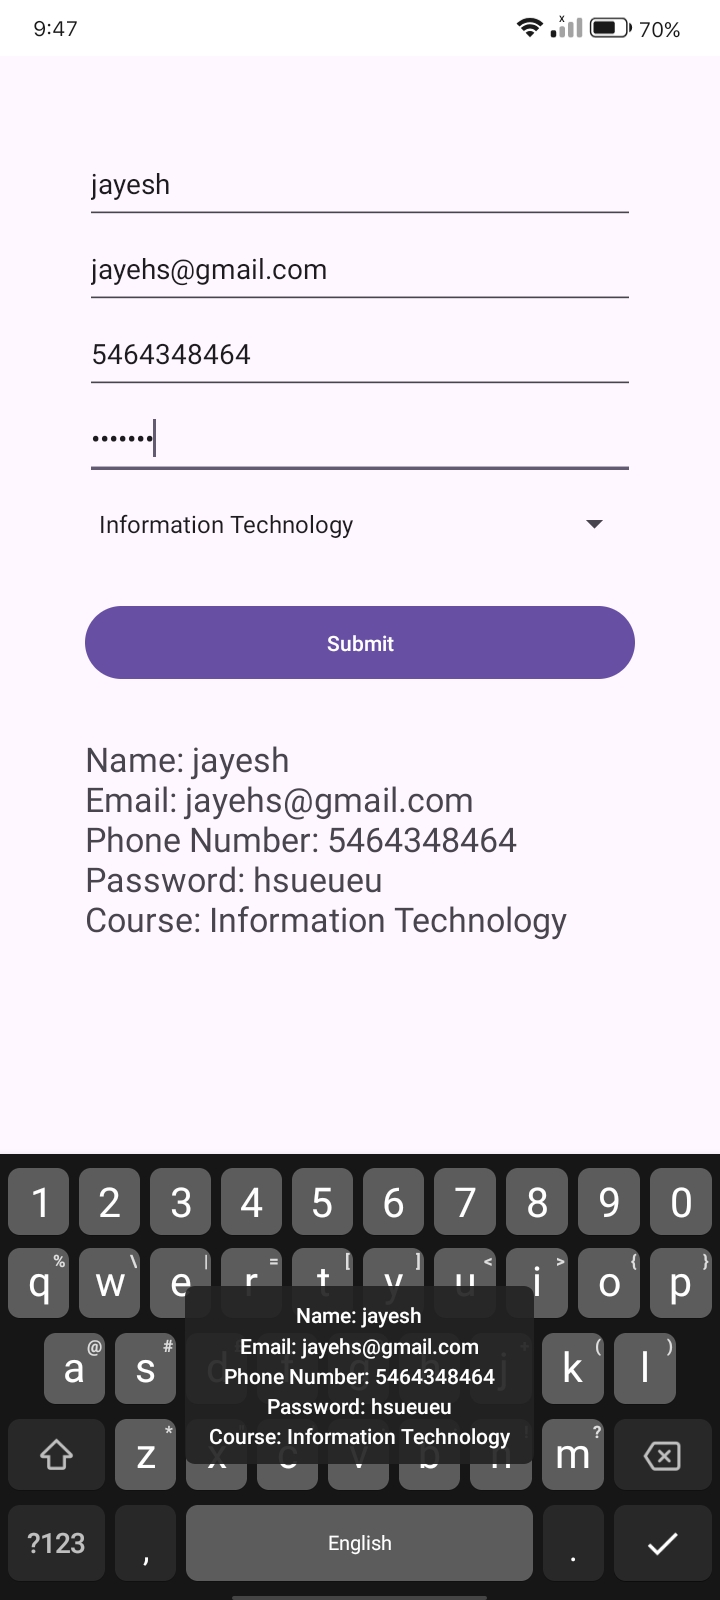 9:47 x 70%
jayesh
jayehs@gmail.com
5464348464
•••••••
Information Technology
Submit
Name: jayesh
Email: jayehs@gmail.com
Phone Number: 5464348464
Password: hsueueu
Course: Information Technology
1 2 3 4 5 6 7 8 9 0
% \ | = [ ] < > { }
q w e r t y u i o p
Name: jayesh
Email: jayehs@gmail.com
Phone Number: 5464348464
Password: hsueueu
Course: Information Technology
@ # ( )
a s d f g h j k l
* ?
z x c v b n m
?123 , English .